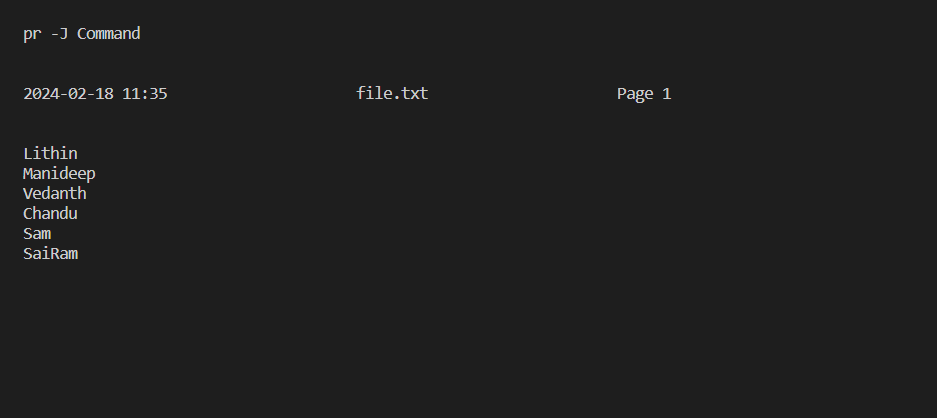 pr -J Command
2024-02-18 11:35 file.txt Page 1
Lithin
Manideep
Vedanth
Chandu
Sam
SaiRam